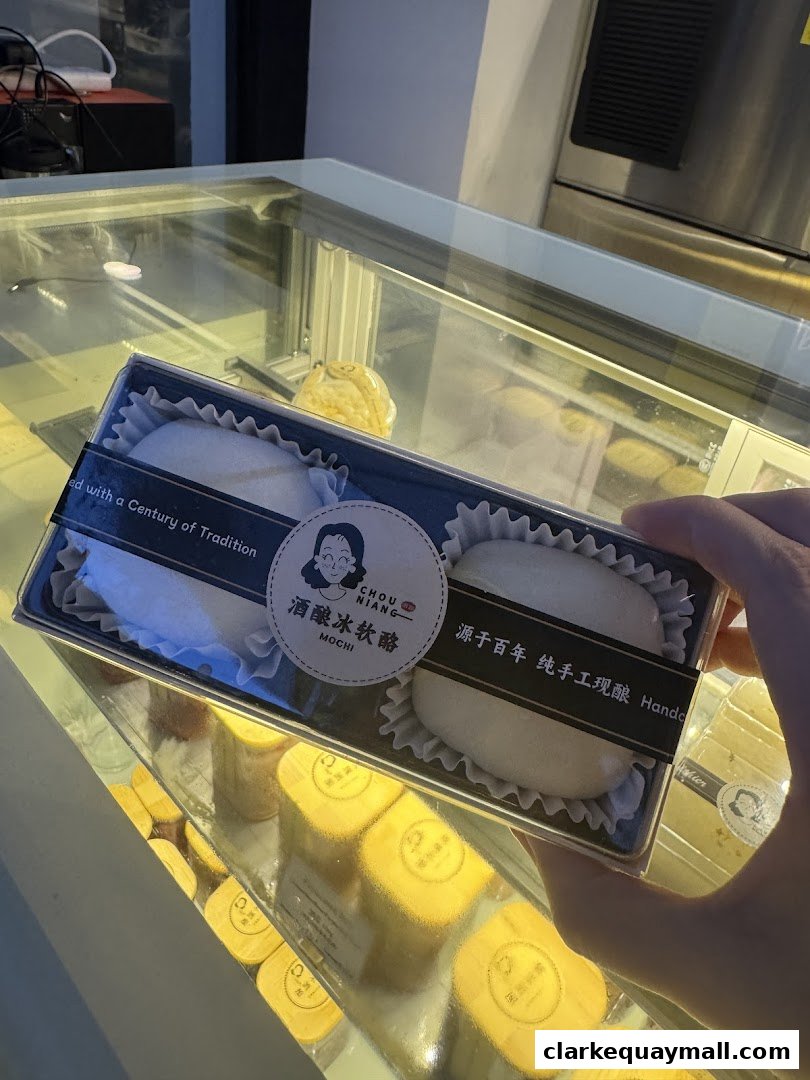 ed with a Century of Tradition
CHOU
NIANG
酒酿冰软酪
MOCHI
源于百年 纯手工现酿 Handc
clarkequaymall.com